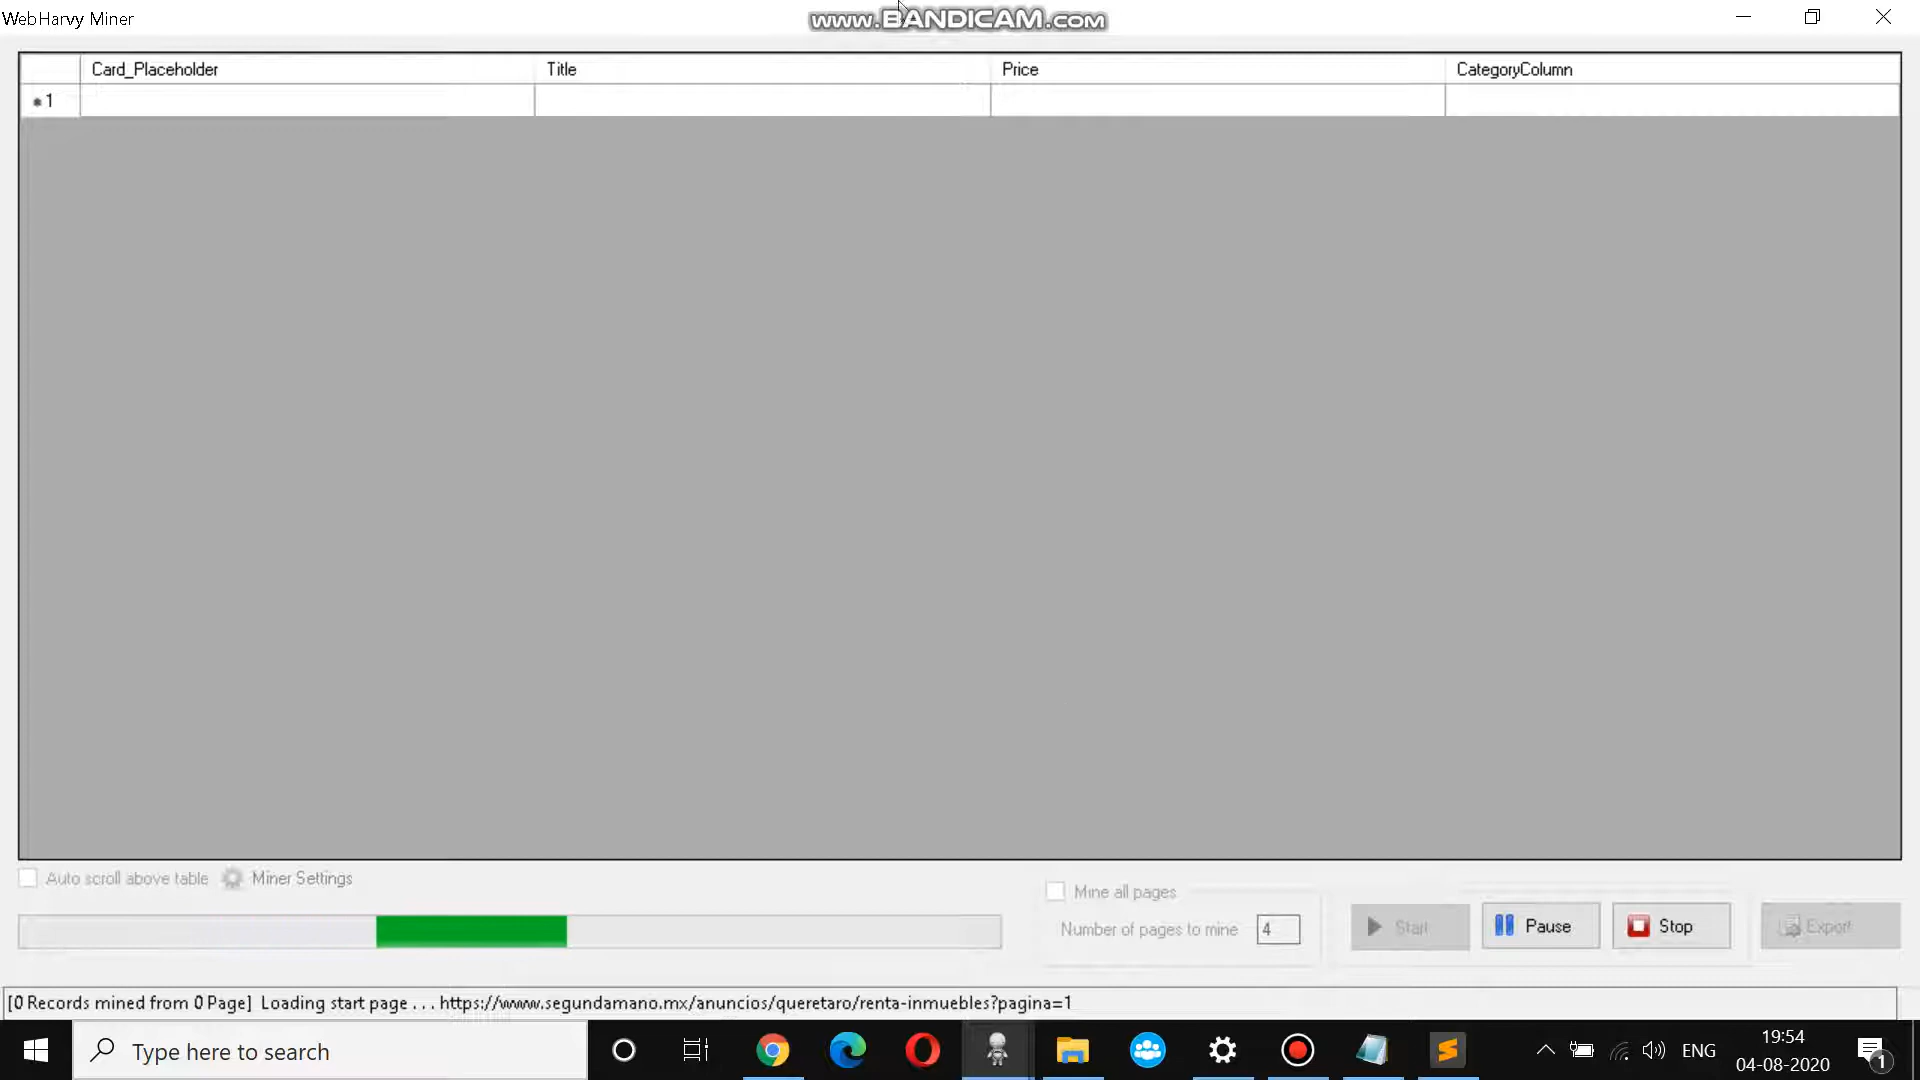 WebHarvy Miner
www.BANDICAM.com
Card_Placeholder Title Price CategoryColumn
1
Auto scroll above table Miner Settings
Mine all pages
Number of pages to mine 4
Start Pause Stop Export
[0 Records mined from 0 Page] Loading start page . . . https://www.segundamano.mx/anuncios/queretaro/renta-inmuebles?pagina=1
Type here to search
ENG
19:54
04-08-2020
1